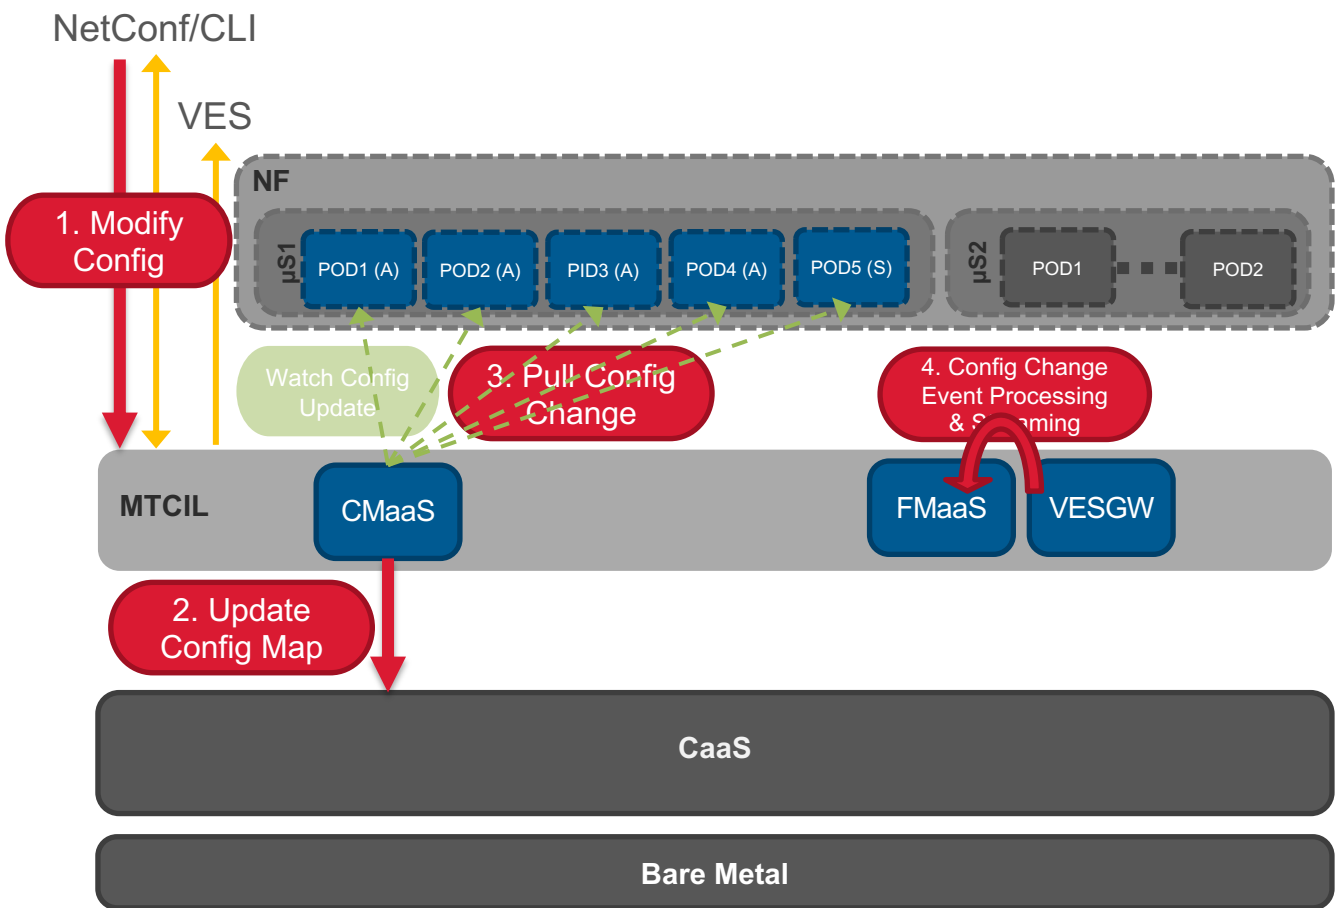 NetConf/CLI
VES
1. Modify
Config
NF
µS1
POD1 (A)
POD2 (A)
PID3 (A)
POD4 (A)
POD5 (S)
µS2
POD1
POD2
Watch Config
Update
3. Pull Config
Change
4. Config Change
Event Processing
& Streaming
MTCIL
CMaaS
FMaaS
VESGW
2. Update
Config Map
CaaS
Bare Metal